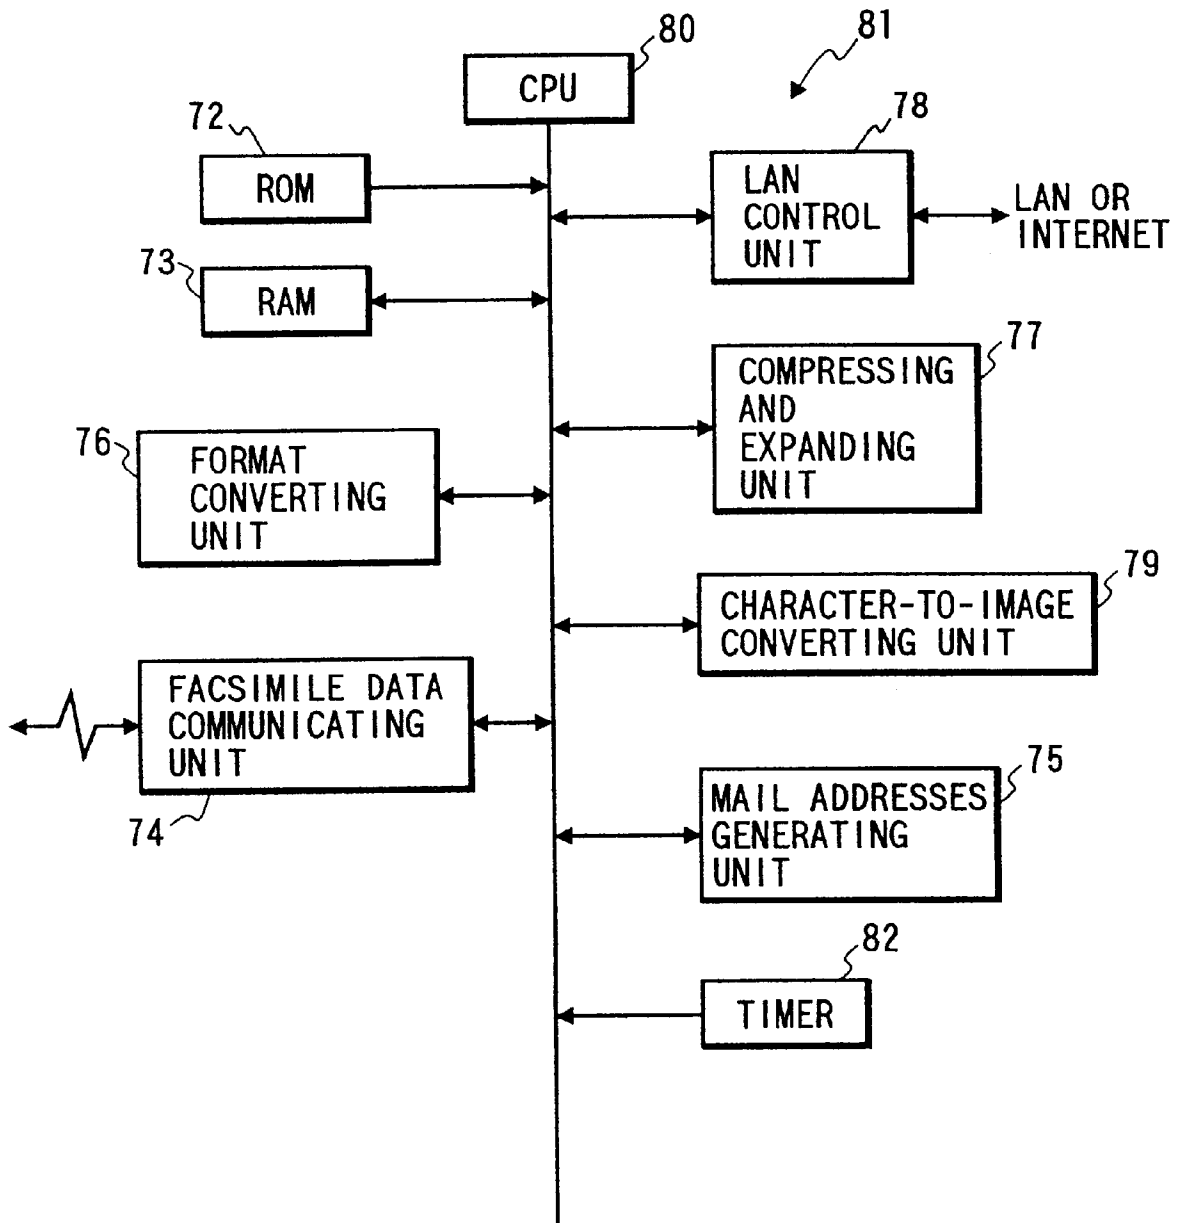 80
81
CPU
72
78
ROM
LAN
CONTROL
UNIT
LAN OR
INTERNET
73
RAM
77
COMPRESSING
AND
EXPANDING
UNIT
76
FORMAT
CONVERTING
UNIT
79
CHARACTER-TO-IMAGE
CONVERTING UNIT
FACSIMILE DATA
COMMUNICATING
UNIT
74
75
MAIL ADDRESSES
GENERATING
UNIT
82
TIMER